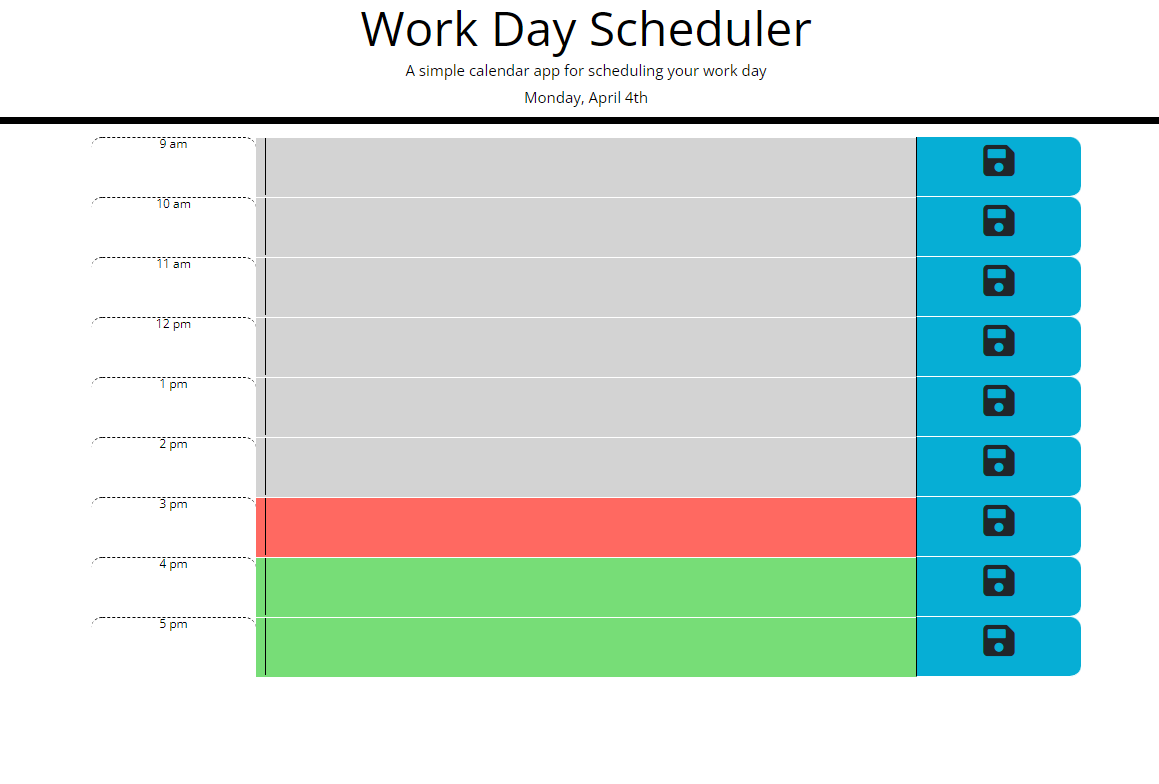 Work Day Scheduler
A simple calendar app for scheduling your work day
Monday, April 4th
9 am
10 am
11 am
12 pm
1 pm
2 pm
3 pm
4 pm
5 pm